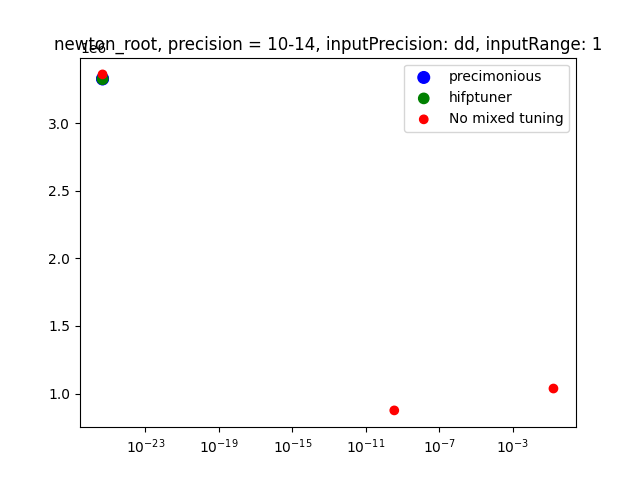 newton_root, precision = 10-14, inputPrecision: dd, inputRange: 1
1e6
precimonious
hifptuner
No mixed tuning
3.0
2.5
2.0
1.5
1.0
10⁻²³ 10⁻¹⁹ 10⁻¹⁵ 10⁻¹¹ 10⁻⁷ 10⁻³